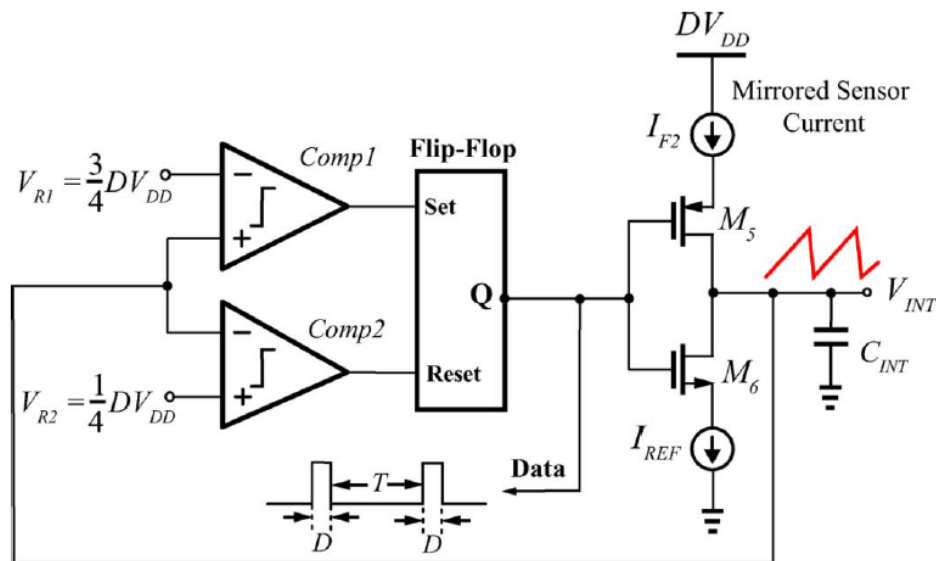 DV_DD
Mirrored Sensor
Current
I_F2
Comp1
Flip-Flop
V_R1 = 3/4 DV_DD
−
+
Set
M_5
Q
V_INT
C_INT
Comp2
−
+
Reset
M_6
V_R2 = 1/4 DV_DD
I_REF
Data
T
D
D